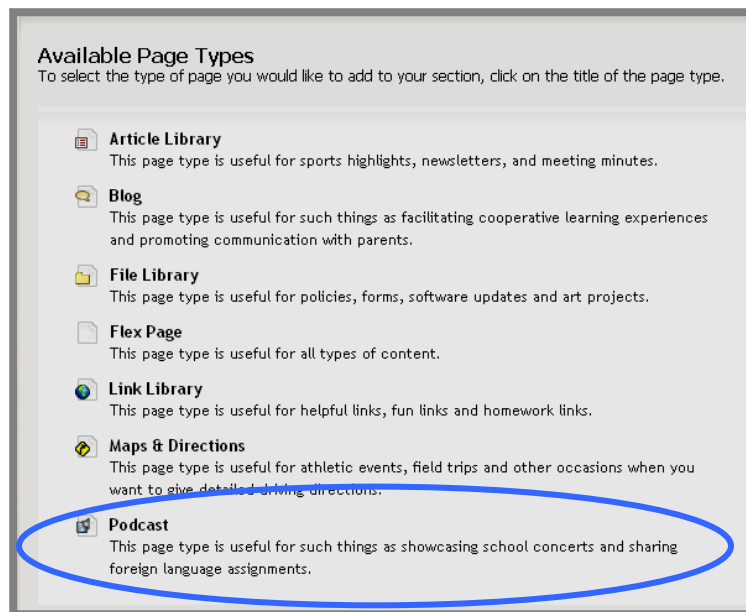 Available Page Types
To select the type of page you would like to add to your section, click on the title of the page type.
Article Library
This page type is useful for sports highlights, newsletters, and meeting minutes.
Blog
This page type is useful for such things as facilitating cooperative learning experiences
and promoting communication with parents.
File Library
This page type is useful for policies, forms, software updates and art projects.
Flex Page
This page type is useful for all types of content.
Link Library
This page type is useful for helpful links, fun links and homework links.
Maps & Directions
This page type is useful for athletic events, field trips and other occasions when you
want to give detailed driving directions.
Podcast
This page type is useful for such things as showcasing school concerts and sharing
foreign language assignments.